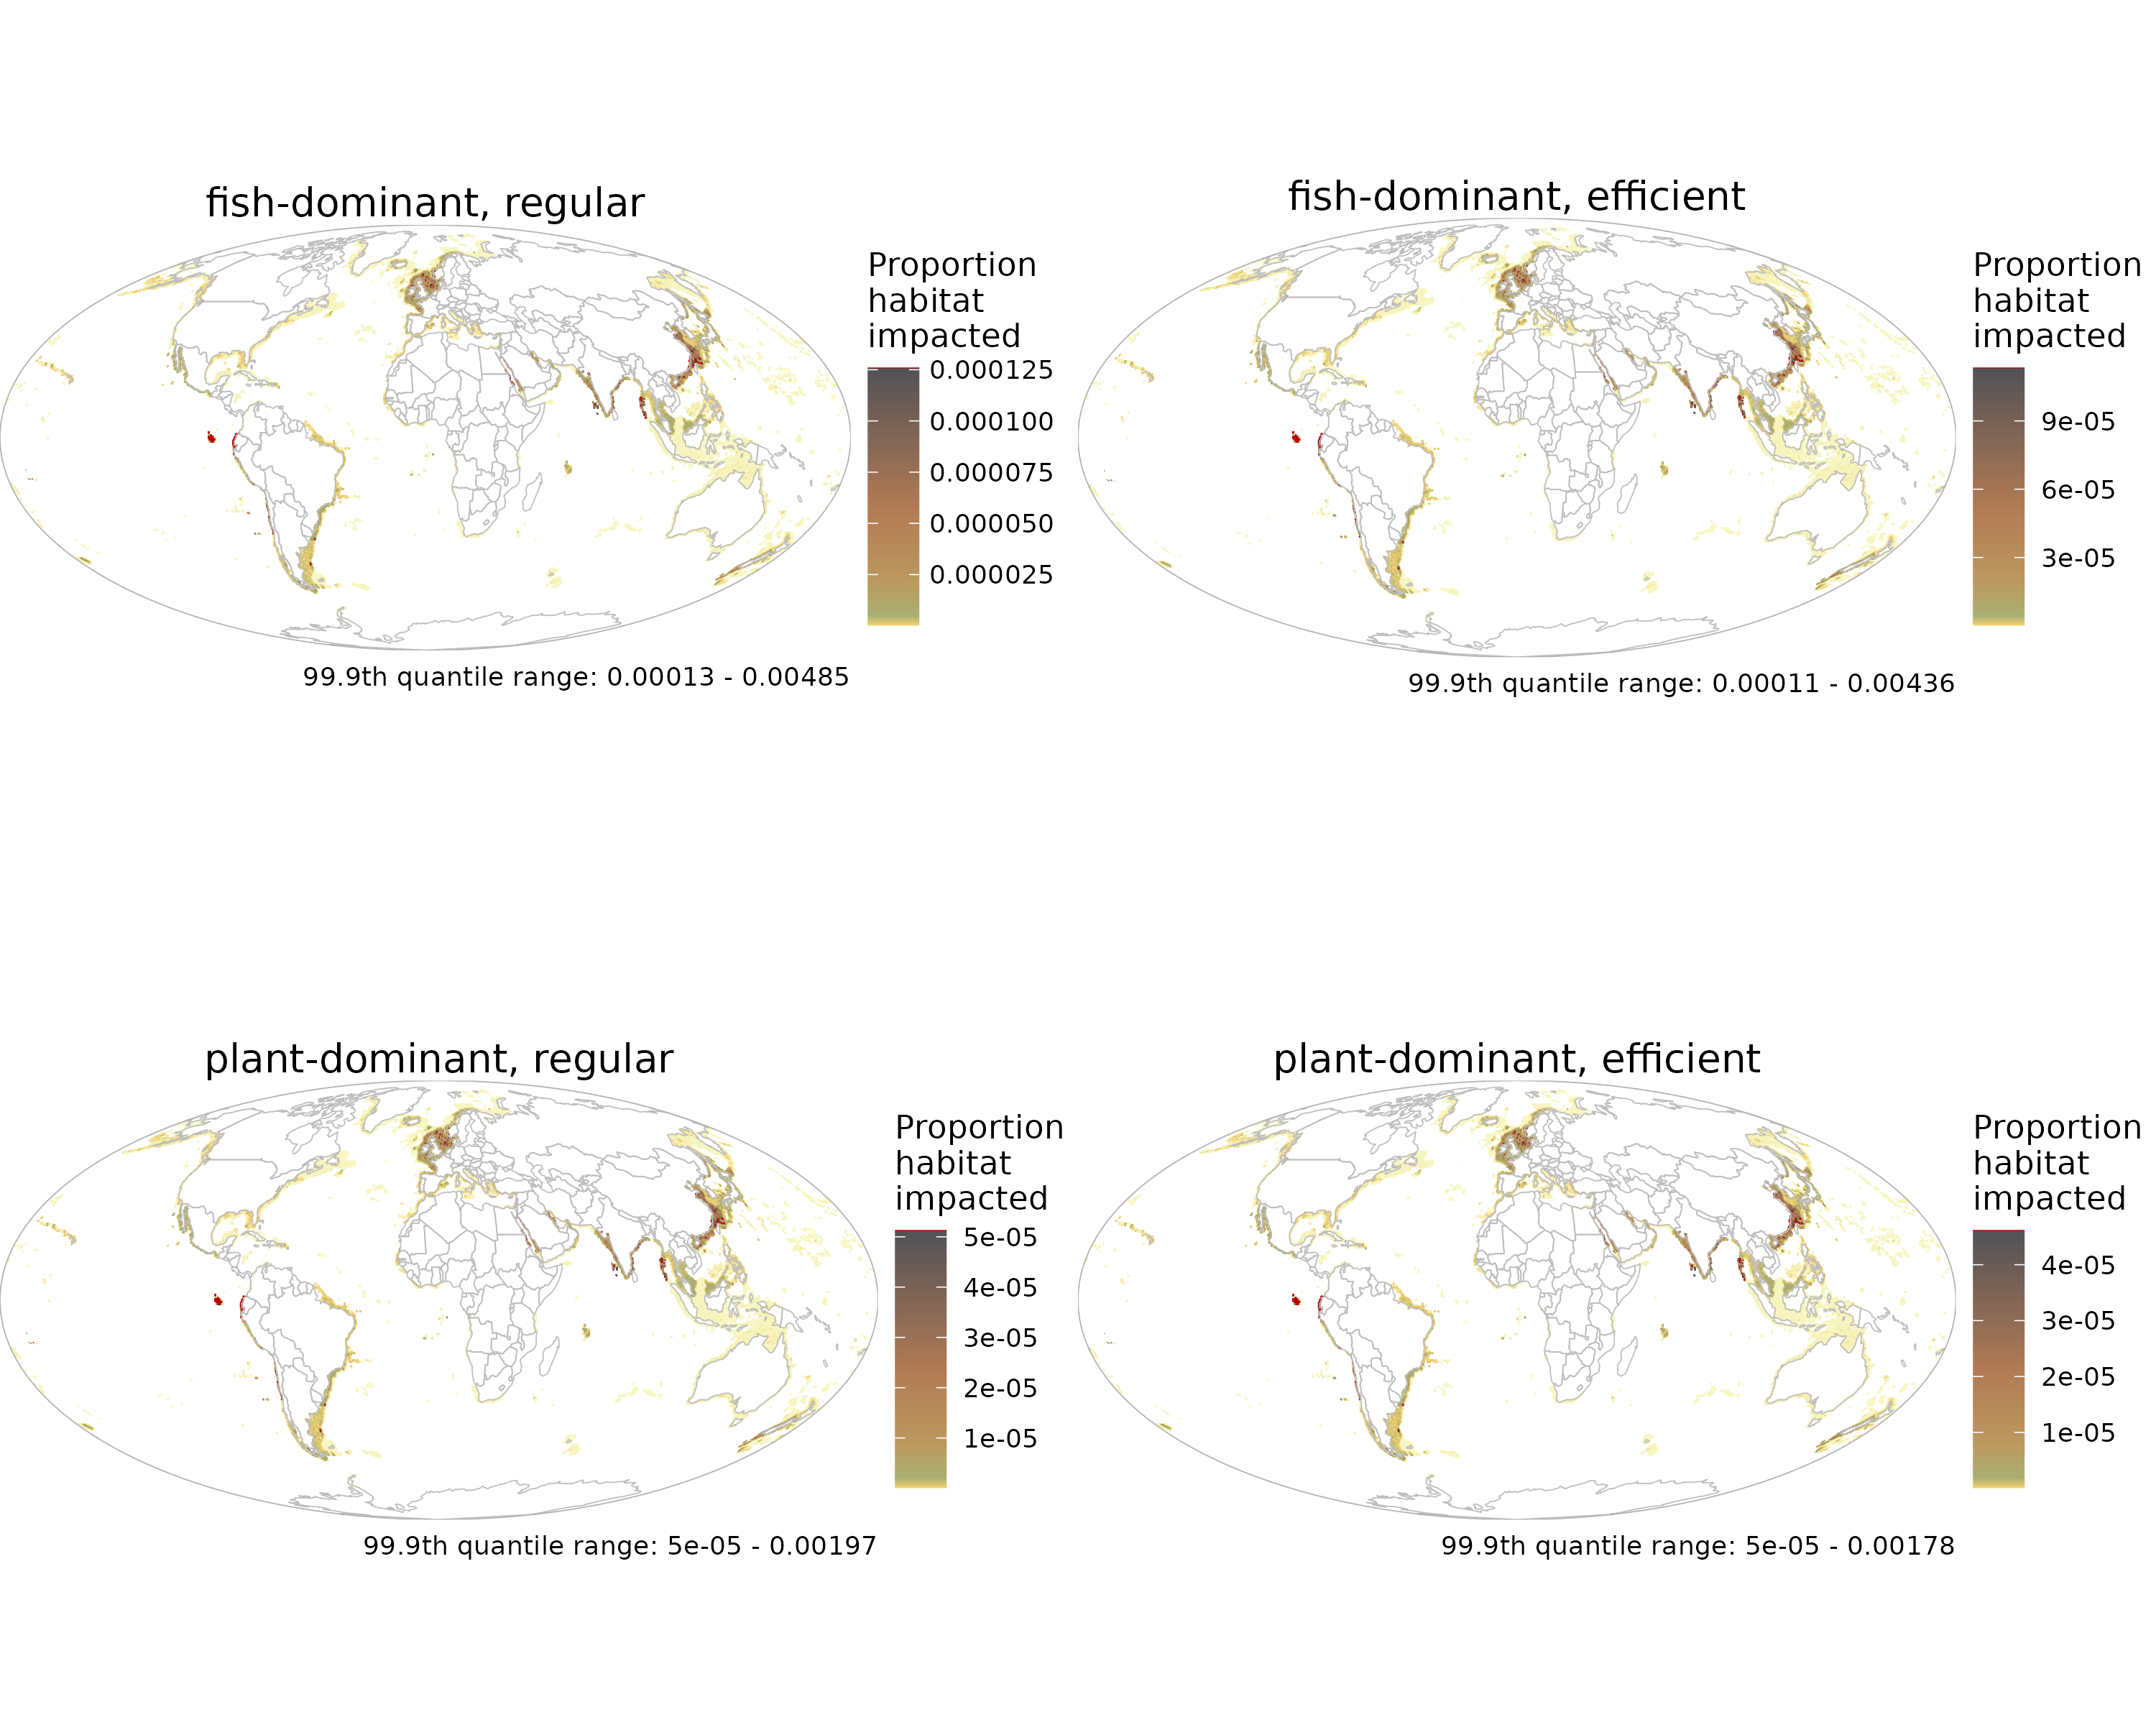 fish-dominant, regular
Proportion
habitat
impacted
0.000125
0.000100
0.000075
0.000050
0.000025
99.9th quantile range: 0.00013 - 0.00485
fish-dominant, efficient
Proportion
habitat
impacted
9e-05
6e-05
3e-05
99.9th quantile range: 0.00011 - 0.00436
plant-dominant, regular
Proportion
habitat
impacted
5e-05
4e-05
3e-05
2e-05
1e-05
99.9th quantile range: 5e-05 - 0.00197
plant-dominant, efficient
Proportion
habitat
impacted
4e-05
3e-05
2e-05
1e-05
99.9th quantile range: 5e-05 - 0.00178